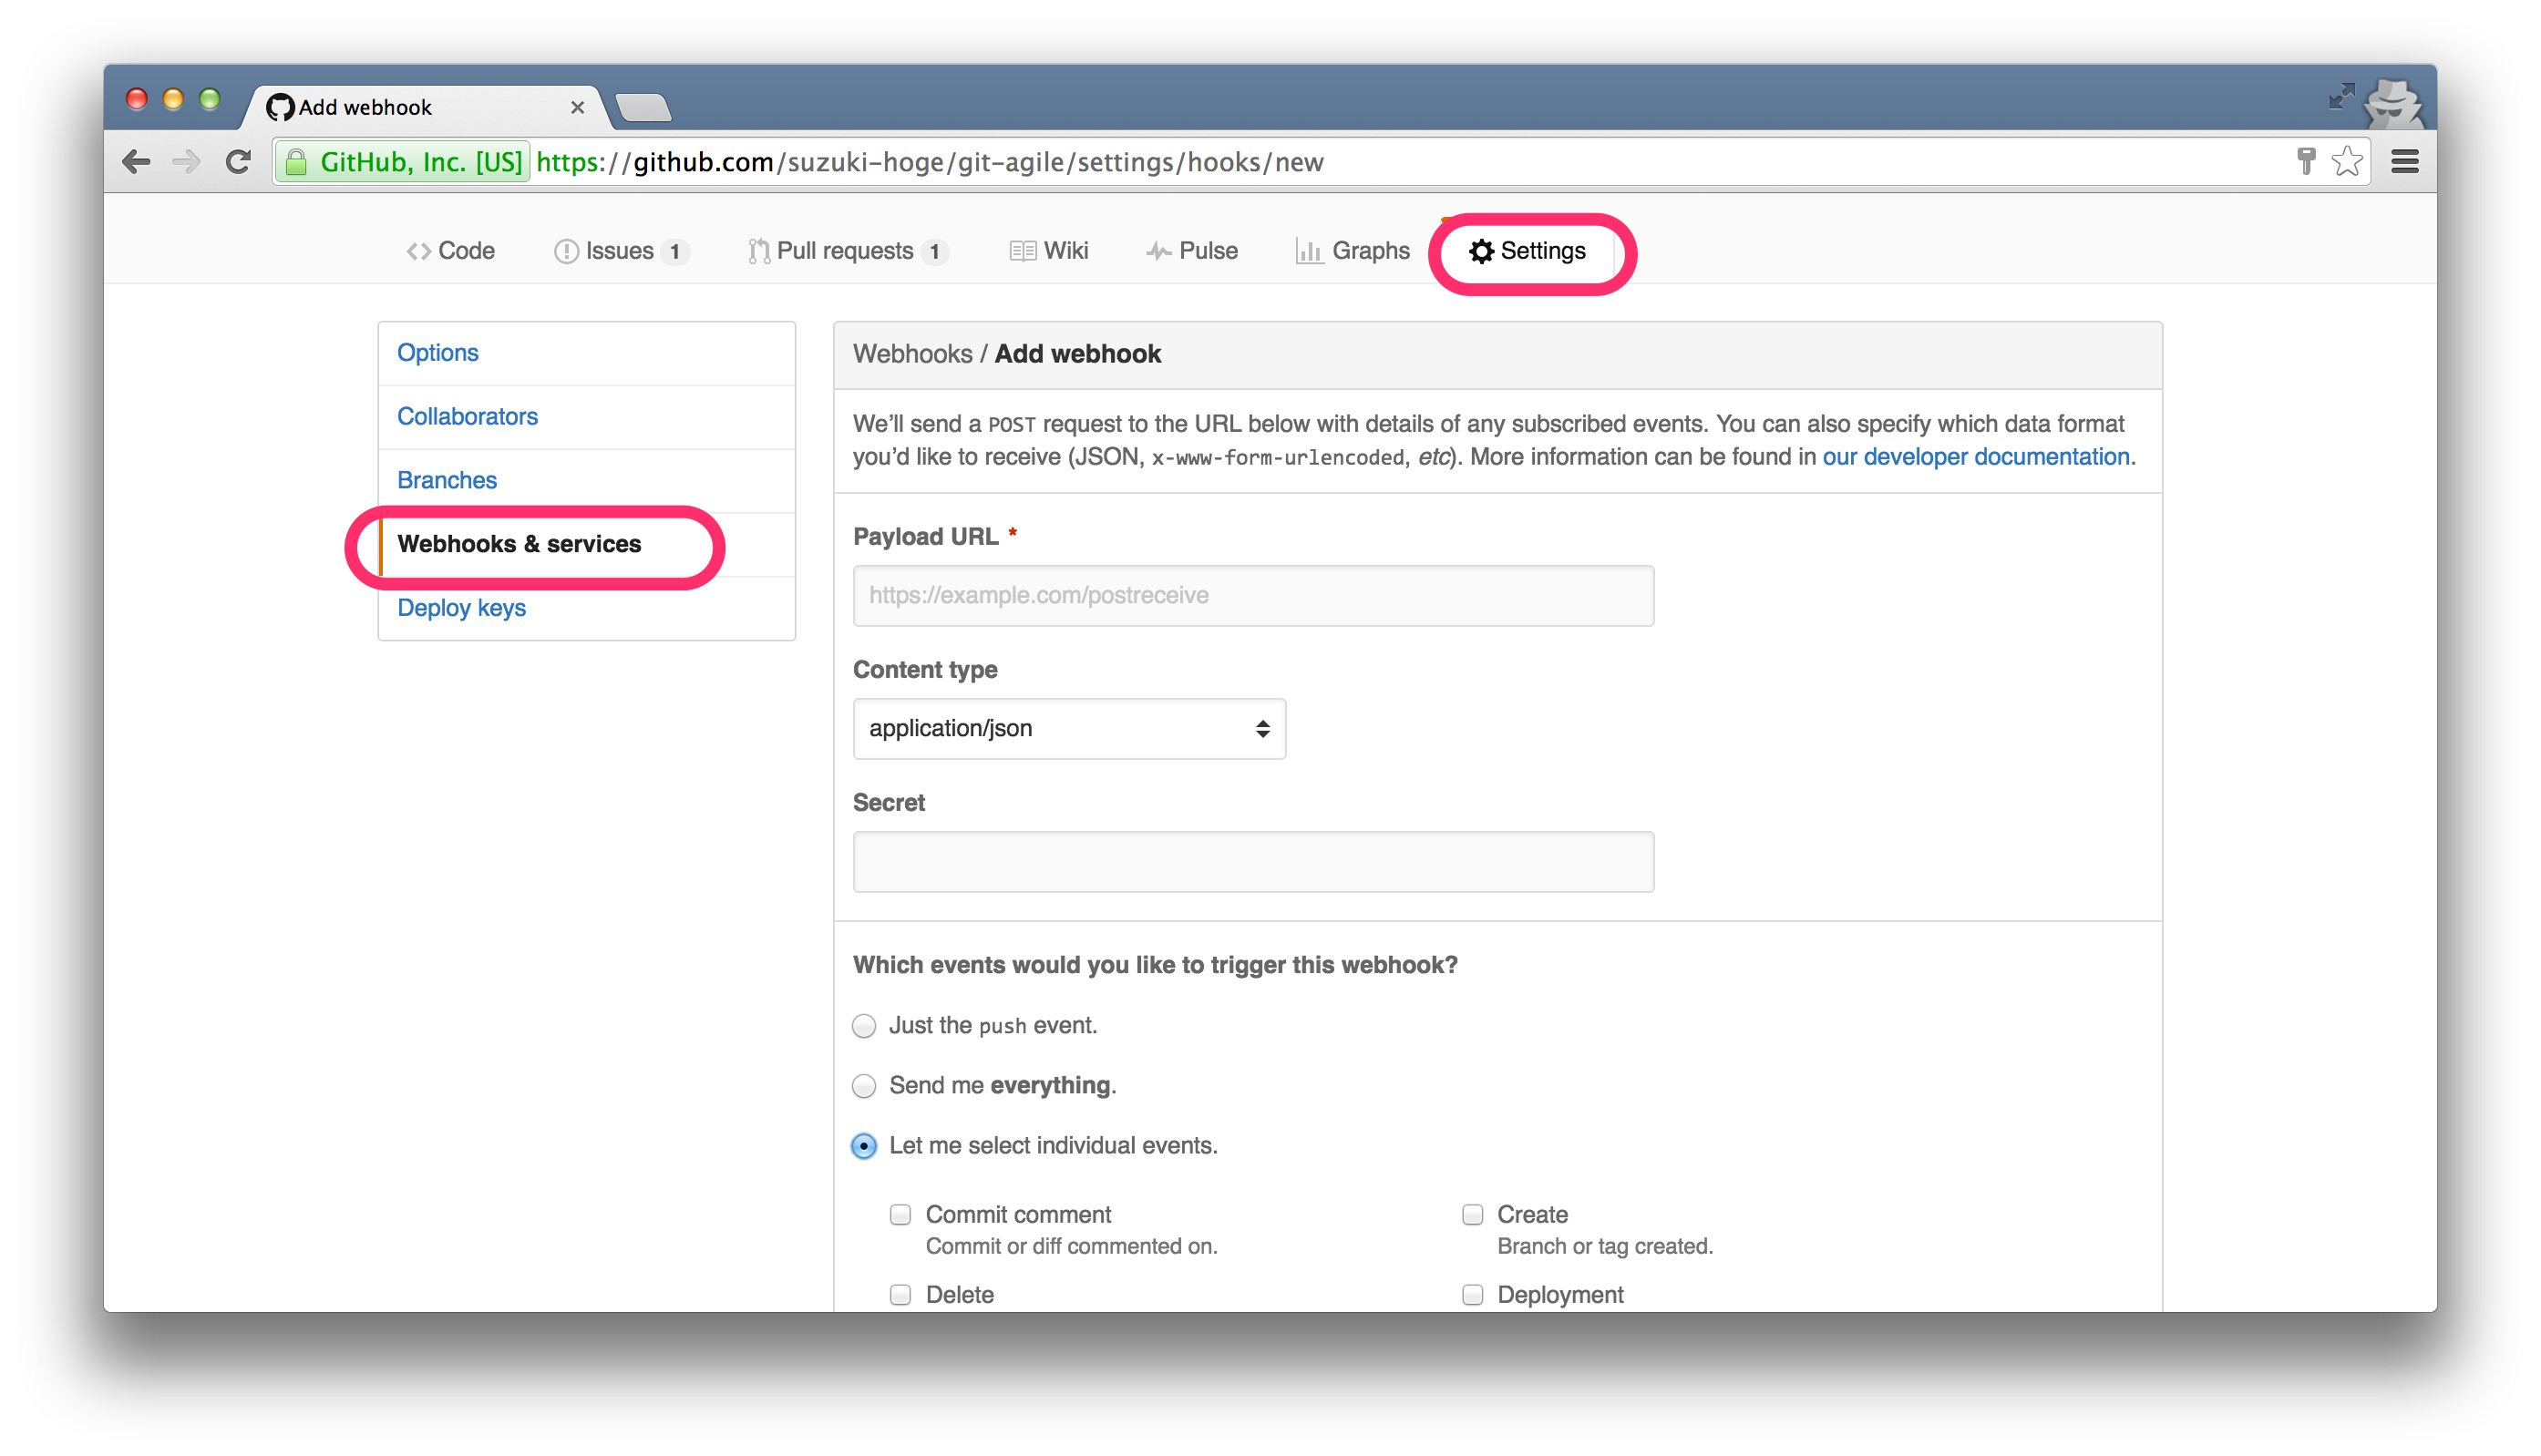 Add webhook
GitHub, Inc. [US] https://github.com/suzuki-hoge/git-agile/settings/hooks/new
Code Issues 1 Pull requests 1 Wiki Pulse Graphs Settings
Options
Collaborators
Branches
Webhooks & services
Deploy keys
Webhooks / Add webhook
We’ll send a POST request to the URL below with details of any subscribed events. You can also specify which data format
you’d like to receive (JSON, x-www-form-urlencoded, etc). More information can be found in our developer documentation.
Payload URL *
https://example.com/postreceive
Content type
application/json
Secret
Which events would you like to trigger this webhook?
Just the push event.
Send me everything.
Let me select individual events.
Commit comment
Commit or diff commented on.
Create
Branch or tag created.
Delete
Deployment